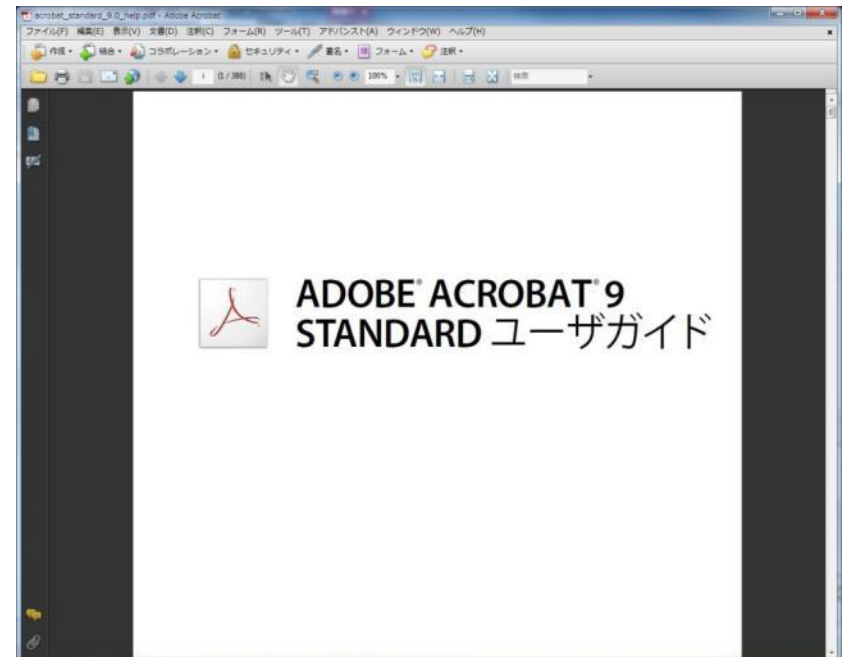 acrobat_standard_9.0_help.pdf - Adobe Acrobat
ファイル(F) 編集(E) 表示(V) 文書(D) 注釈(C) フォーム(R) ツール(T) アドバンスト(A) ウィンドウ(W) ヘルプ(H)
作成 結合 コラボレーション セキュリティ 署名 フォーム 注釈
100% 検索
ADOBE® ACROBAT® 9
STANDARD ユーザガイド